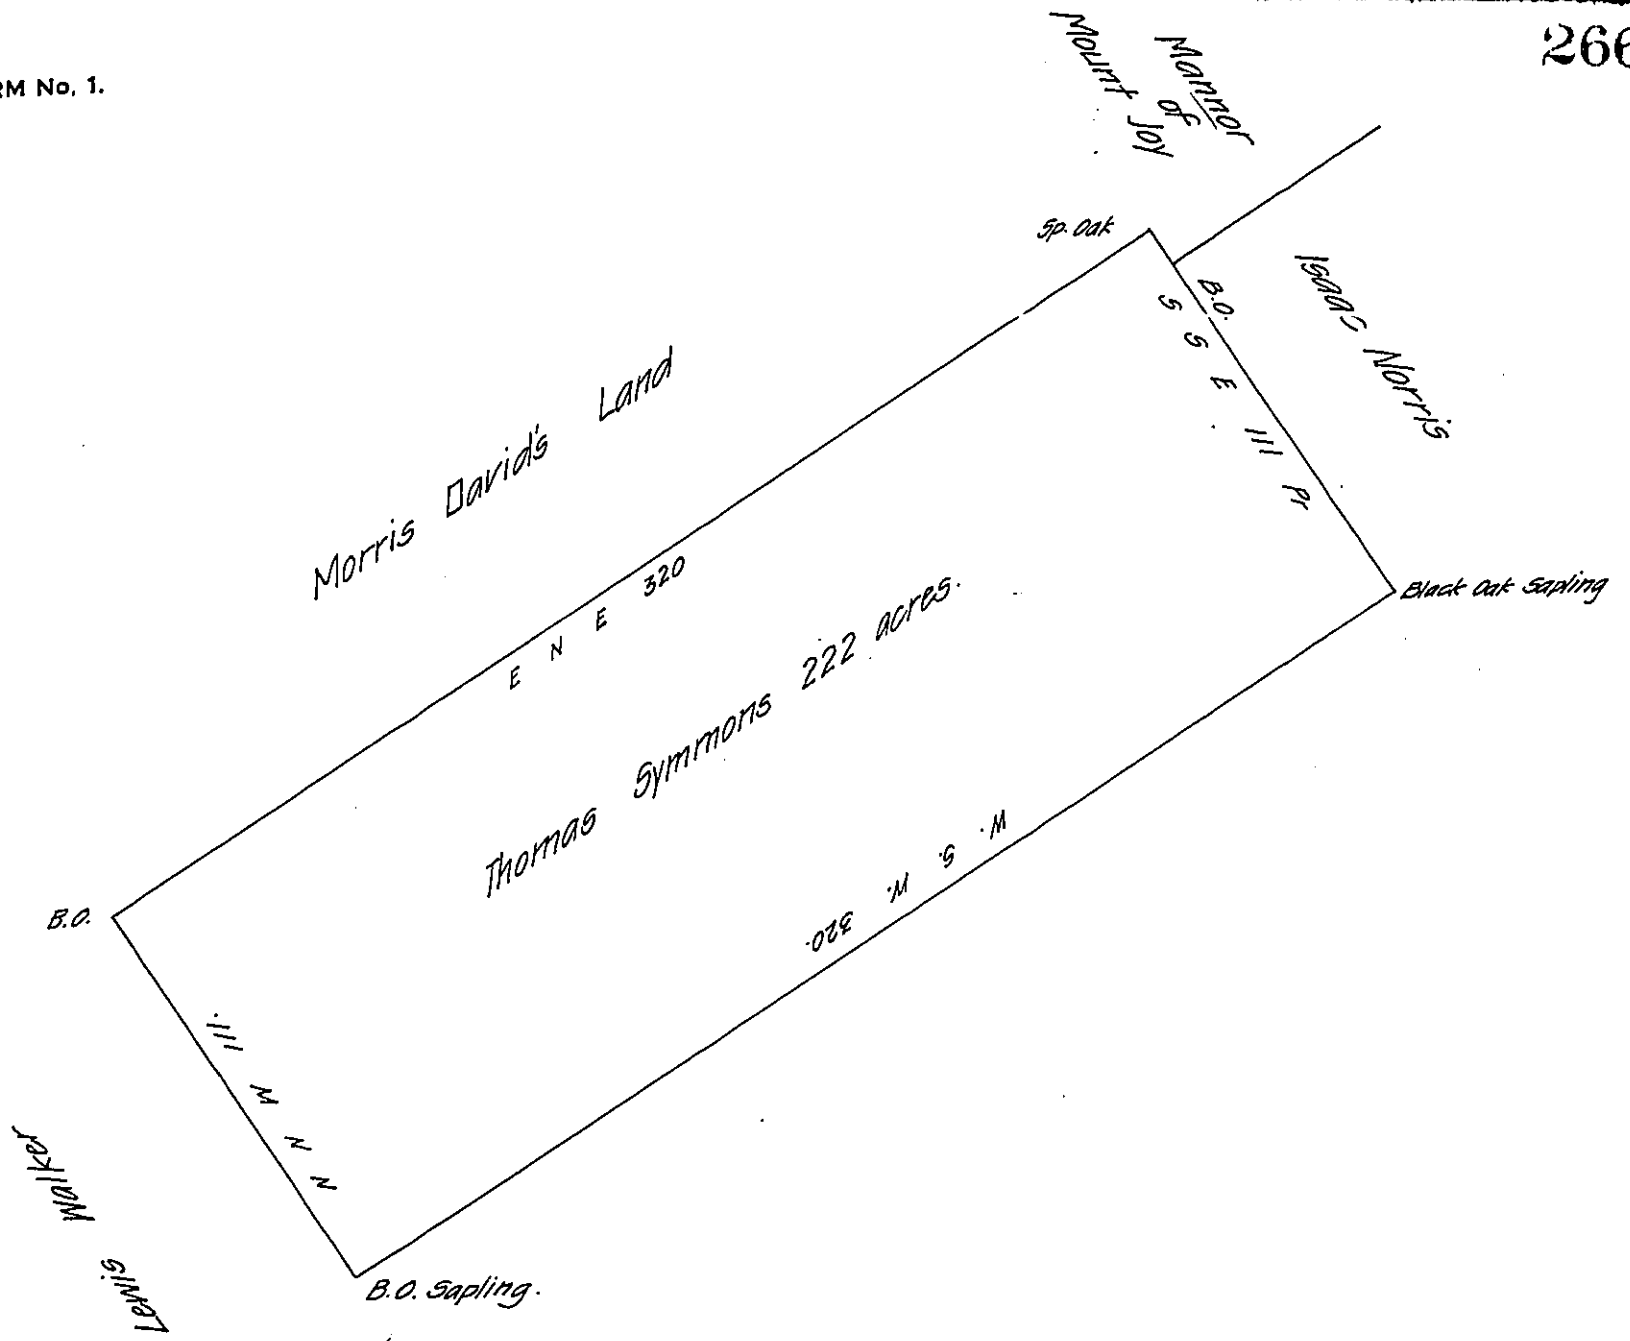 266
RM No. 1.
Mannor
of
Mount Joy
Sp. Oak
B.O.
Isaac Norris
S S E 111 Pr
Morris David's Land
E N E 320
Black Oak Sapling
Thomas Symmons 222 acres.
W. S. W. 320.
B.O.
N N W 111.
Lewis Walker
B.O. Sapling.